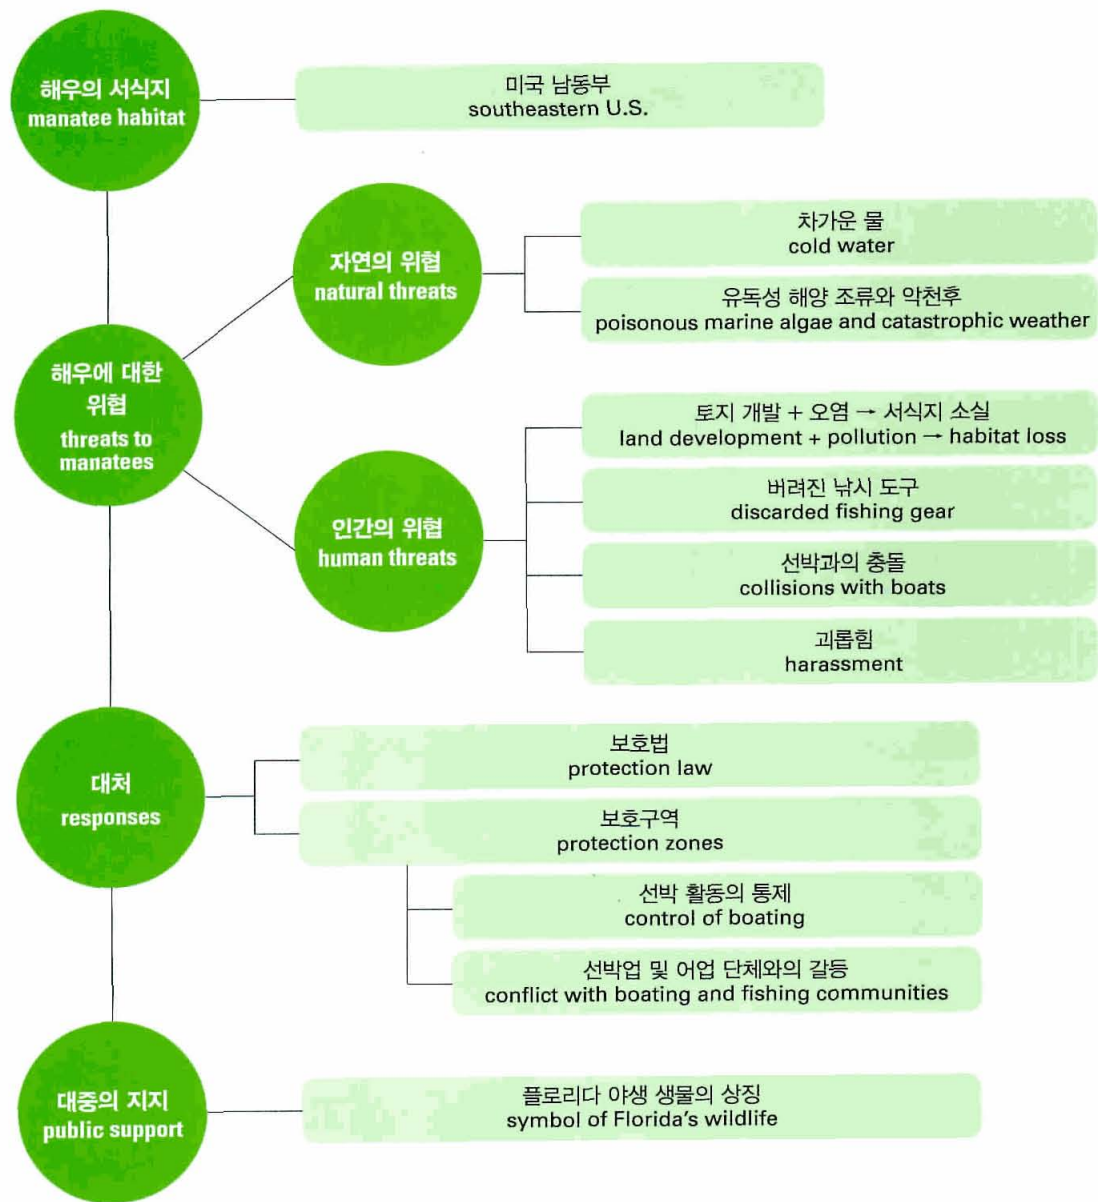 해우의 서식지
manatee habitat
미국 남동부
southeastern U.S.
자연의 위협
natural threats
차가운 물
cold water
유독성 해양 조류와 악천후
poisonous marine algae and catastrophic weather
해우에 대한
위협
threats to
manatees
인간의 위협
human threats
토지 개발 + 오염 → 서식지 소실
land development + pollution → habitat loss
버려진 낚시 도구
discarded fishing gear
선박과의 충돌
collisions with boats
괴롭힘
harassment
대처
responses
보호법
protection law
보호구역
protection zones
선박 활동의 통제
control of boating
선박업 및 어업 단체와의 갈등
conflict with boating and fishing communities
대중의 지지
public support
플로리다 야생 생물의 상징
symbol of Florida's wildlife